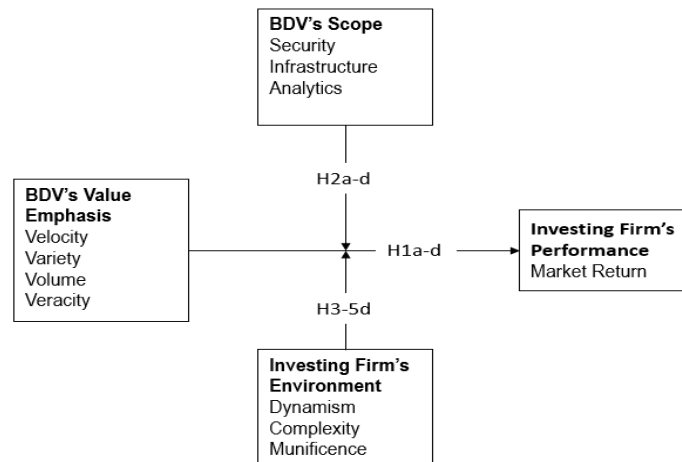 BDV's Scope
Security
Infrastructure
Analytics
H2a-d
BDV's Value
Emphasis
Velocity
Variety
Volume
Veracity
H1a-d
Investing Firm's
Performance
Market Return
H3-5d
Investing Firm's
Environment
Dynamism
Complexity
Munificence